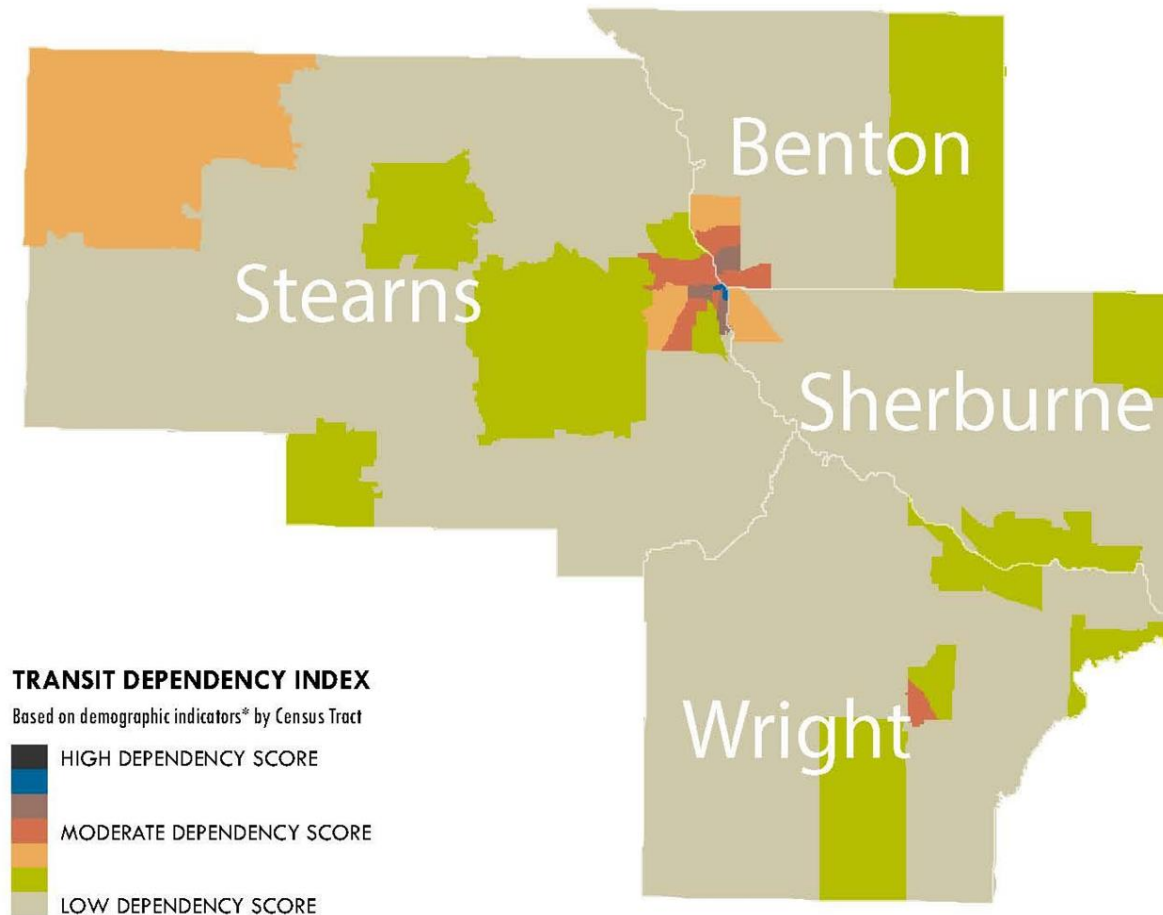 Benton
Stearns
Sherburne
Wright
TRANSIT DEPENDENCY INDEX
Based on demographic indicators* by Census Tract
HIGH DEPENDENCY SCORE
MODERATE DEPENDENCY SCORE
LOW DEPENDENCY SCORE